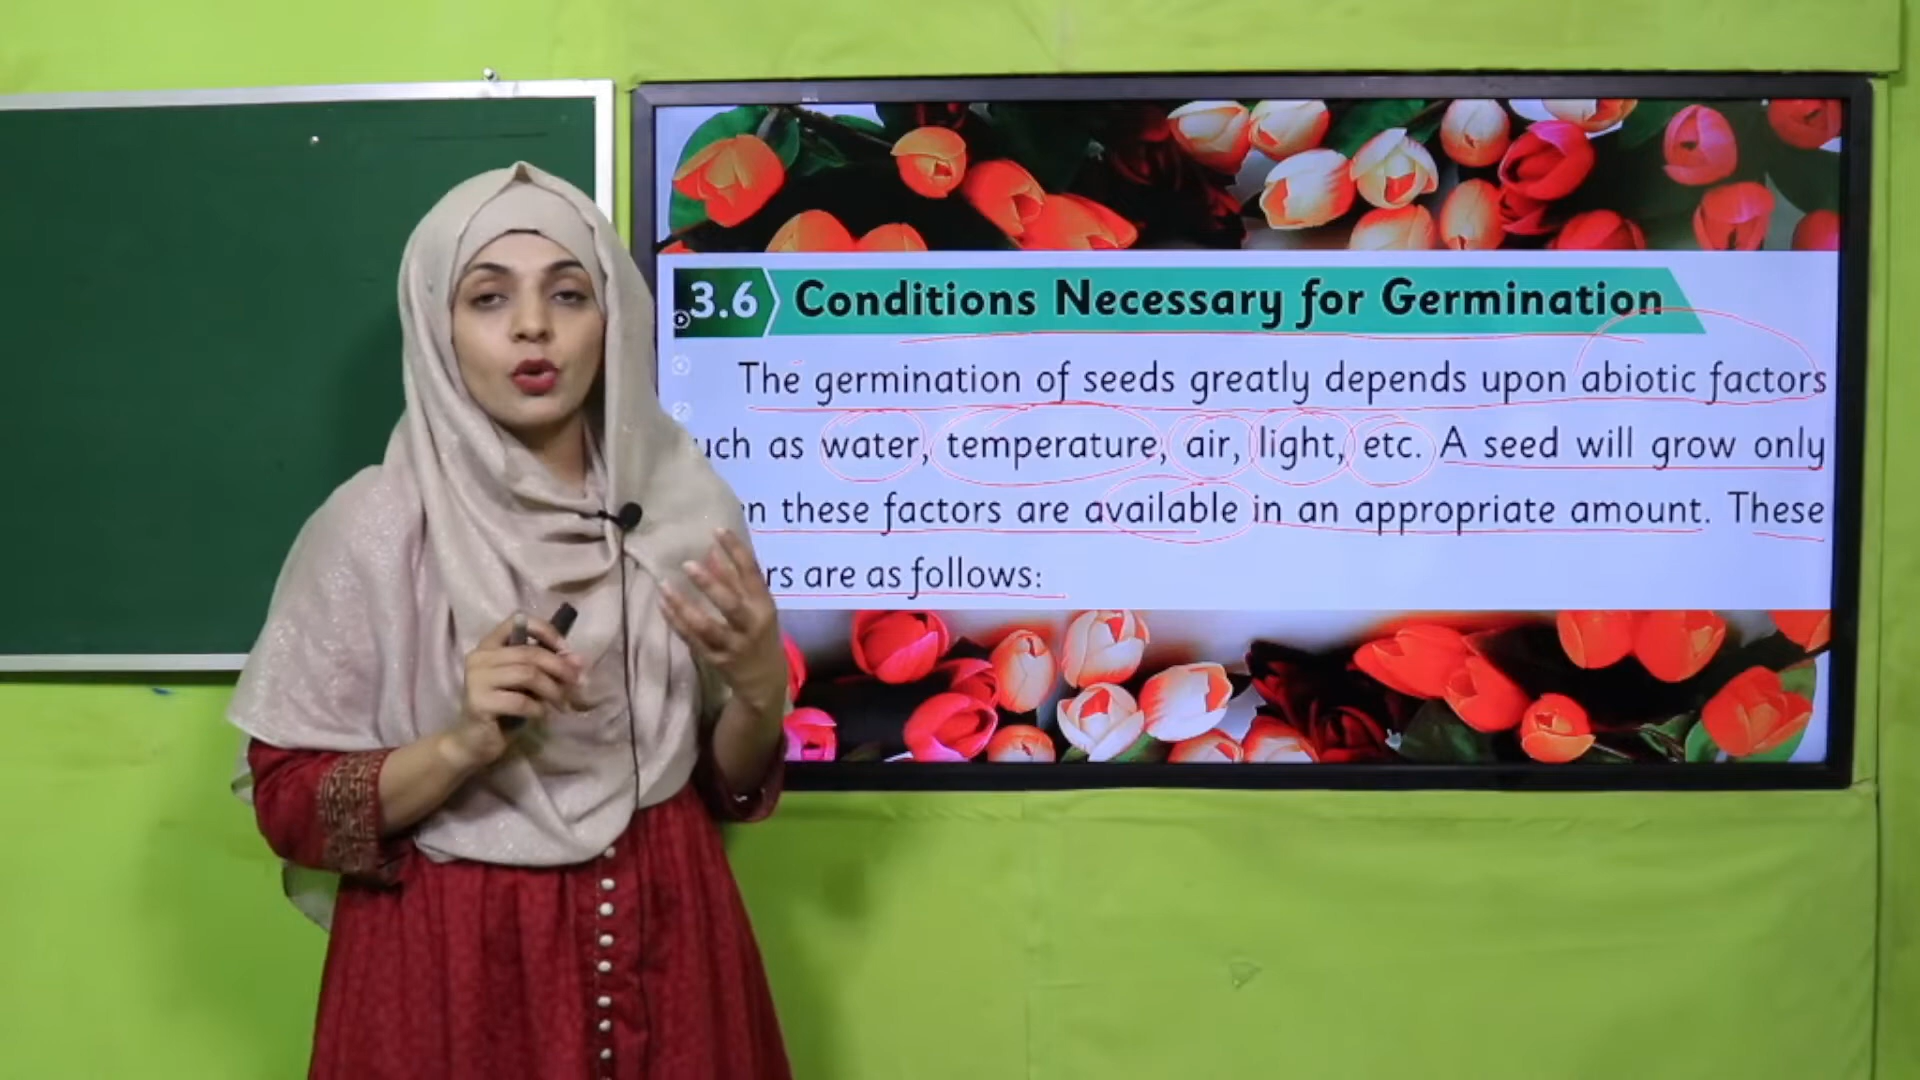 3.6 Conditions Necessary for Germination
The germination of seeds greatly depends upon abiotic factors
uch as water, temperature, air, light, etc. A seed will grow only
n these factors are available in an appropriate amount. These
rs are as follows: